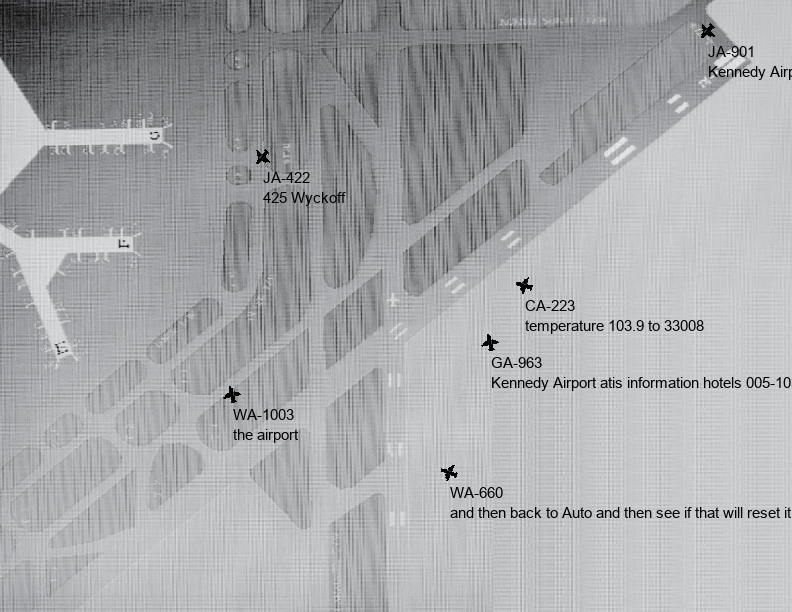 JA-901
Kennedy Airp
JA-422
425 Wyckoff
CA-223
temperature 103.9 to 33008
GA-963
Kennedy Airport atis information hotels 005-10
WA-1003
the airport
WA-660
and then back to Auto and then see if that will reset it